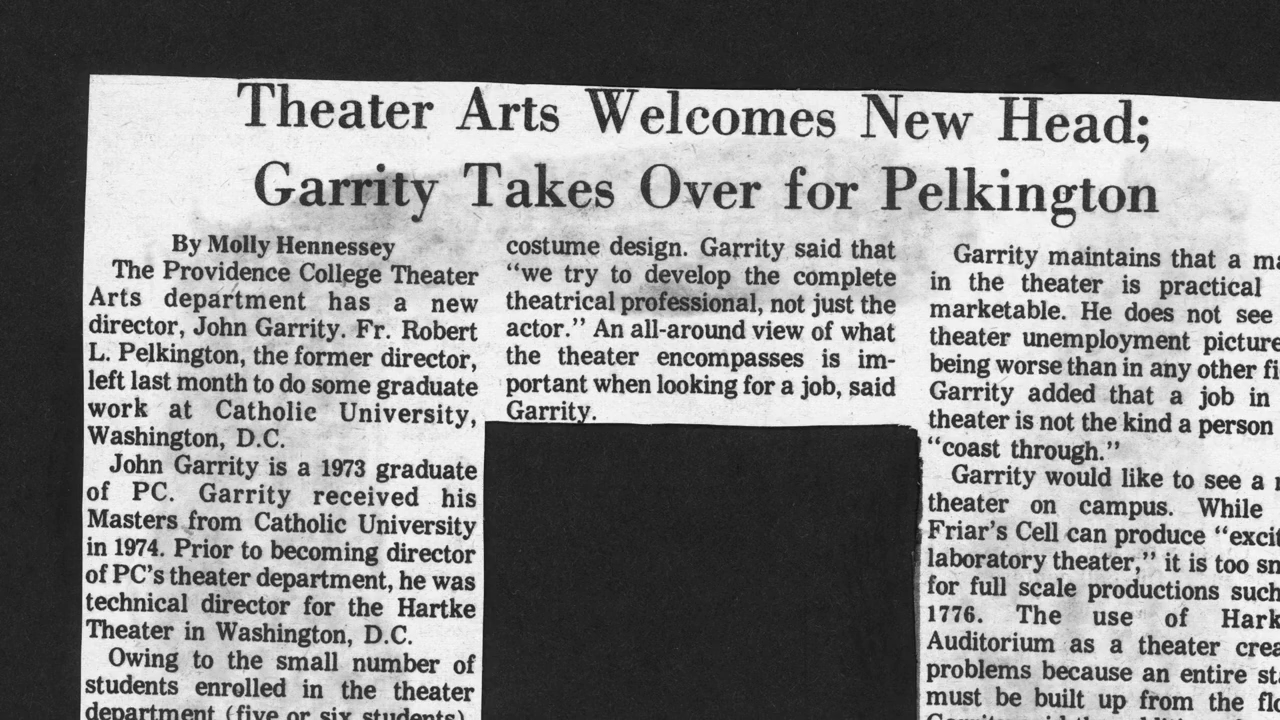 Theater Arts Welcomes New Head;
Garrity Takes Over for Pelkington
By Molly Hennessey
The Providence College Theater
Arts department has a new
director, John Garrity. Fr. Robert
L. Pelkington, the former director,
left last month to do some graduate
work at Catholic University,
Washington, D.C.
John Garrity is a 1973 graduate
of PC. Garrity received his
Masters from Catholic University
in 1974. Prior to becoming director
of PC's theater department, he was
technical director for the Hartke
Theater in Washington, D.C.
Owing to the small number of
students enrolled in the theater
department (five or six students),
costume design. Garrity said that
"we try to develop the complete
theatrical professional, not just the
actor." An all-around view of what
the theater encompasses is im-
portant when looking for a job, said
Garrity.
Garrity maintains that a
in the theater is practical
marketable. He does not see
theater unemployment picture
being worse than in any other
Garrity added that a job in
theater is not the kind a person
"coast through."
Garrity would like to see a
theater on campus. While
Friar's Cell can produce
laboratory theater," it is too
for full scale productions such
1776. The use of
Auditorium as a theater
problems because an entire
must be built up from the